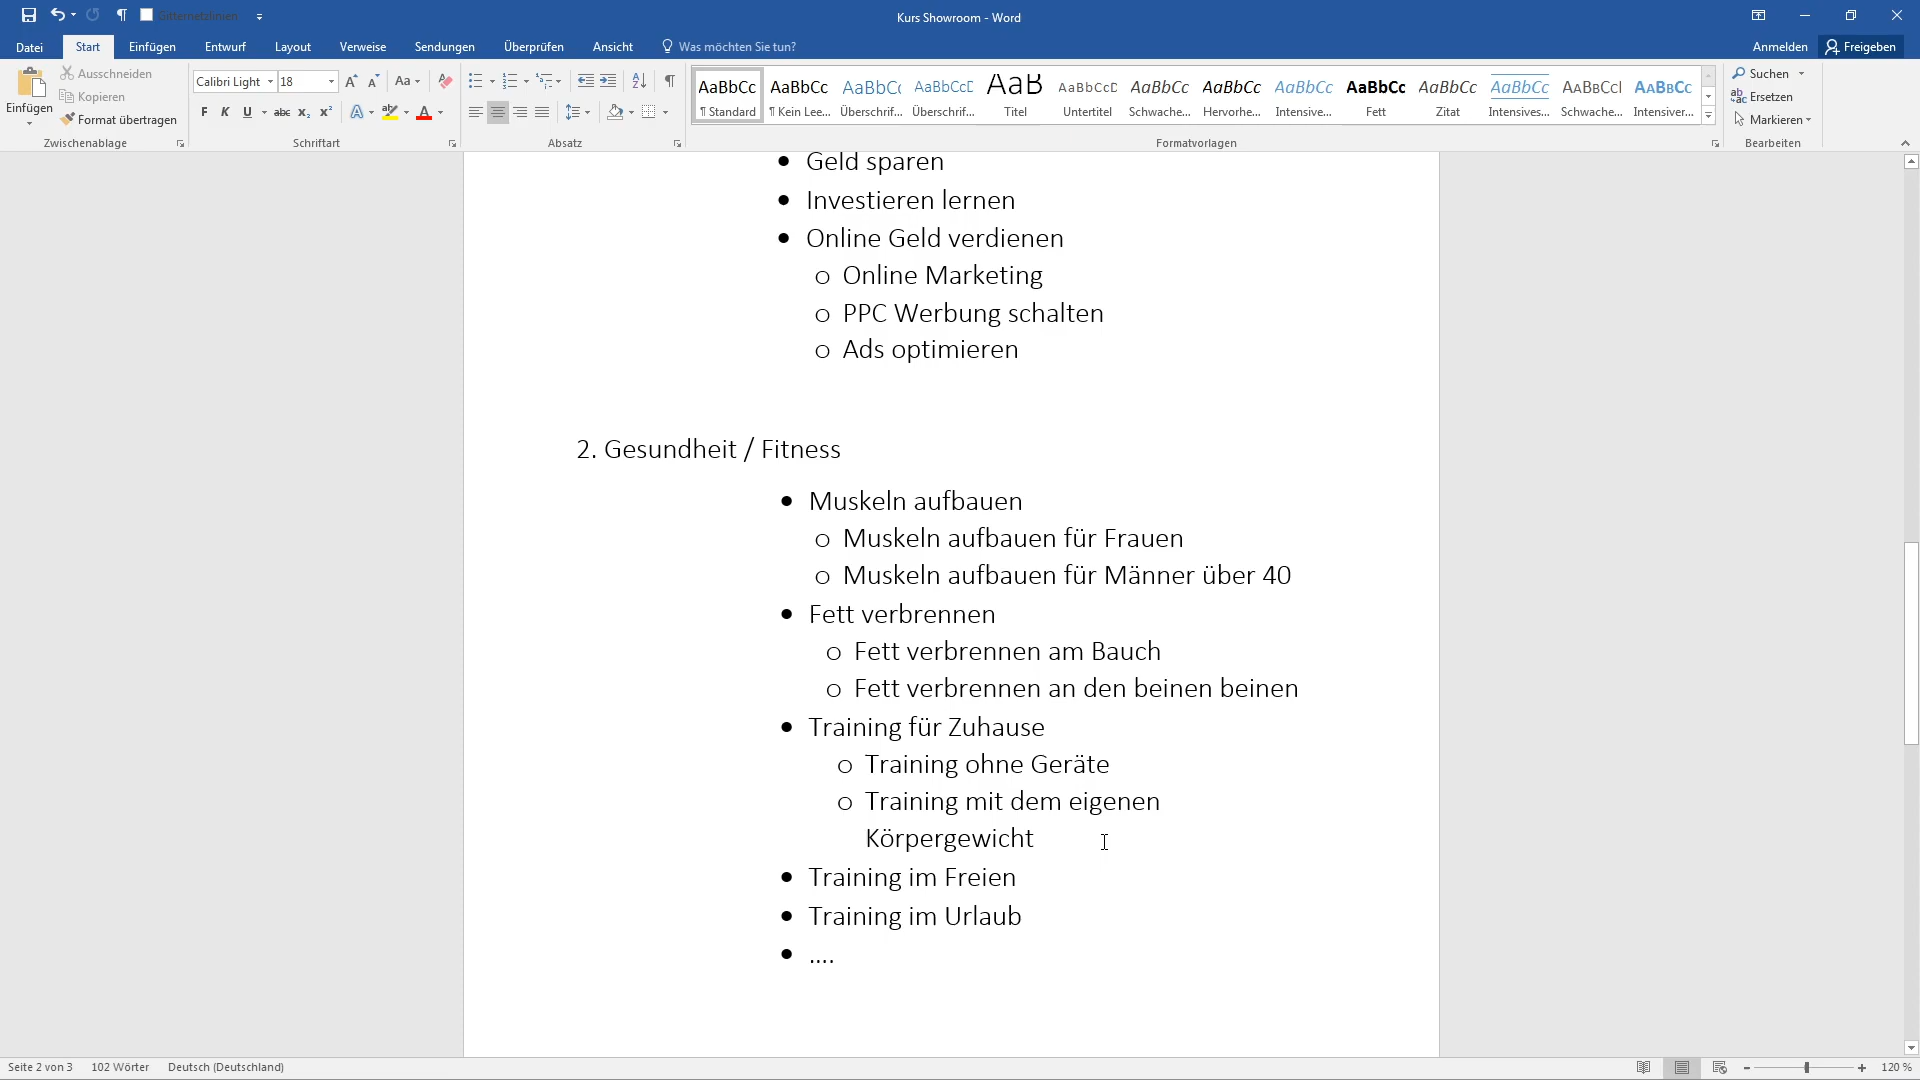 Gitternetzlinien
Kurs Showroom - Word
Datei Start Einfügen Entwurf Layout Verweise Sendungen Überprüfen Ansicht Was möchten Sie tun? Anmelden Freigeben
Einfügen
Ausschneiden
Kopieren
Format übertragen
Zwischenablage
Calibri Light 18
Aa
F K U abc x₂ x²
A A
Schriftart
Absatz
AaBbCc AaBbCc AaBbCc AaBbCcD AaB AaBbCcD AaBbCc AaBbCc AaBbCc AaBbCc AaBbCc AaBbCc AaBbCcI AaBbCc
¶ Standard ¶ Kein Lee... Überschrif... Überschrif... Titel Untertitel Schwache... Hervorhe... Intensive... Fett Zitat Intensives... Schwache... Intensiver...
Formatvorlagen
Suchen
Ersetzen
Markieren
Bearbeiten
• Geld sparen
• Investieren lernen
• Online Geld verdienen
o Online Marketing
o PPC Werbung schalten
o Ads optimieren
2. Gesundheit / Fitness
• Muskeln aufbauen
o Muskeln aufbauen für Frauen
o Muskeln aufbauen für Männer über 40
• Fett verbrennen
o Fett verbrennen am Bauch
o Fett verbrennen an den beinen beinen
• Training für Zuhause
o Training ohne Geräte
o Training mit dem eigenen
Körpergewicht
• Training im Freien
• Training im Urlaub
• ....
Seite 2 von 3 102 Wörter Deutsch (Deutschland) 120 %